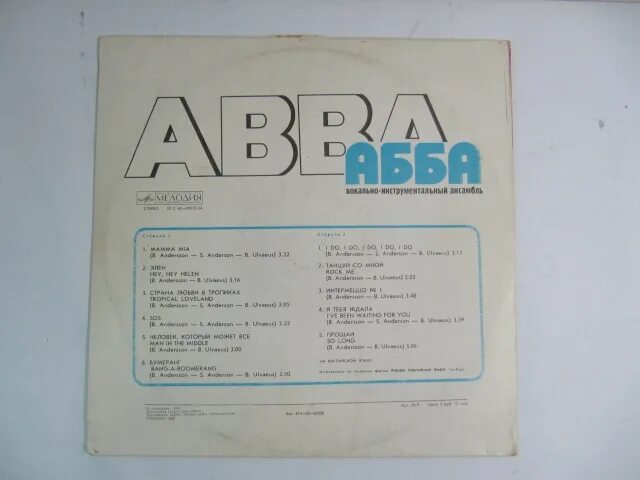 ABBA
АББА
вокально-инструментальный ансамбль
МЕЛОДИЯ
СТЕРЕО
Сторона 1
1. MAMMA MIA
(B. Andersson — S. Anderson — B. Ulvaeus) 3.32
2. ЭЛЕН
HEY, HEY HELEN
(B. Andersson — B. Ulvaeus) 3.16
3. СТРАНА ЛЮБВИ В ТРОПИКАХ
TROPICAL LOVELAND
(B. Andersson — S. Anderson — B. Ulvaeus) 3.05
4. SOS
(B. Andersson — S. Anderson — B. Ulvaeus) 3.22
5. ЧЕЛОВЕК, КОТОРЫЙ МОЖЕТ ВСЕ
MAN IN THE MIDDLE
(B. Andersson — B. Ulvaeus) 3.00
6. БУМЕРАНГ
BANG-A-BOOMERANG
(B. Andersson — S. Anderson — B. Ulvaeus) 2.50
Сторона 2
1. I DO, I DO, I DO, I DO, I DO
(B. Andersson — S. Anderson — B. Ulvaeus) 3.15
2. ТАНЦУЙ СО МНОЙ
ROCK ME
(B. Andersson — B. Ulvaeus) 3.03
3. ИНТЕРМЕЦЦО № 1
(B. Andersson — B. Ulvaeus) 3.48
4. Я ТЕБЯ ЖДАЛА
I'VE BEEN WAITING FOR YOU
(B. Andersson — S. Anderson — B. Ulvaeus) 3.39
5. ПРОЩАЙ
SO LONG
(B. Andersson — B. Ulvaeus) 3.06
на английском языке
Polydor International GmbH